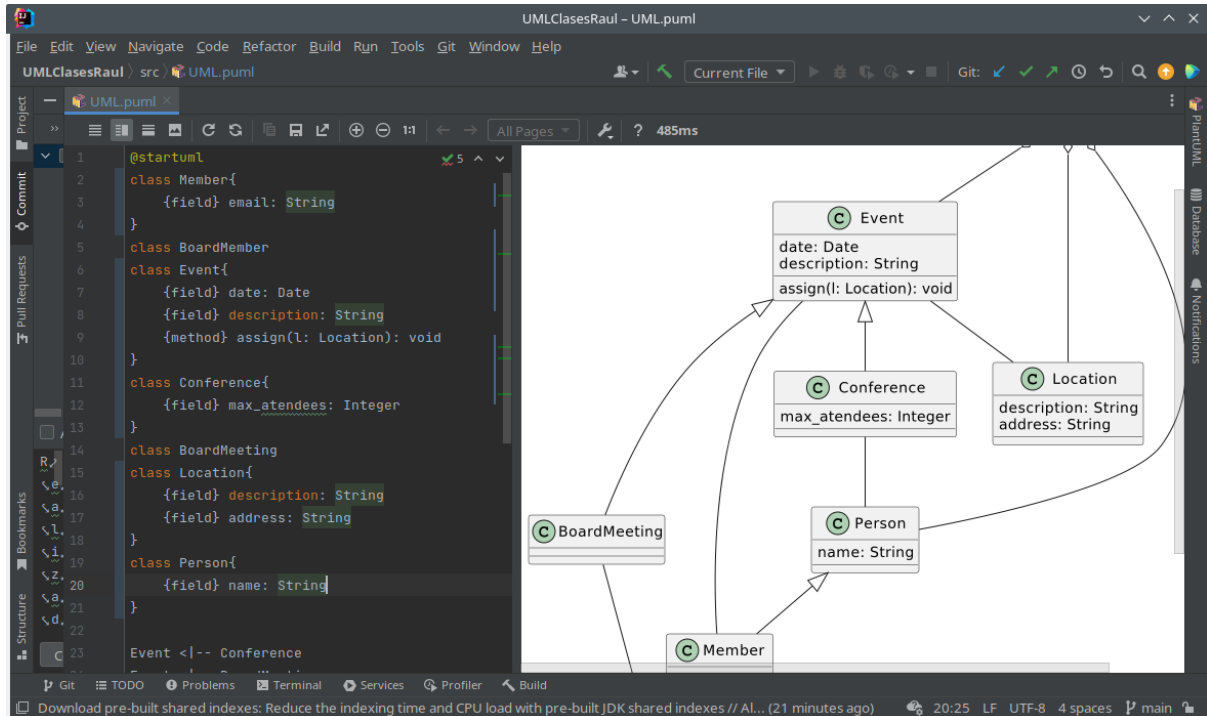 UMLClasesRaul – UML.puml
File Edit View Navigate Code Refactor Build Run Tools Git Window Help
UMLClasesRaul src UML.puml
Current File
Git:
UML.puml
All Pages
1:1
? 485ms
Project
Commit
Pull Requests
Bookmarks
Structure
PlantUML
Database
Notifications
5
1 @startuml
2 class Member{
3 {field} email: String
4 }
5 class BoardMember
6 class Event{
7 {field} date: Date
8 {field} description: String
9 {method} assign(l: Location): void
10 }
11 class Conference{
12 {field} max_atendees: Integer
13 }
14 class BoardMeeting
15 class Location{
16 {field} description: String
17 {field} address: String
18 }
19 class Person{
20 {field} name: String
21 }
22
23 Event <|-- Conference
C Event
date: Date
description: String
assign(l: Location): void
C Conference
max_atendees: Integer
C Location
description: String
address: String
C BoardMeeting
C Person
name: String
C Member
Git TODO Problems Terminal Services Profiler Build
Download pre-built shared indexes: Reduce the indexing time and CPU load with pre-built JDK shared indexes // Al... (21 minutes ago)
20:25 LF UTF-8 4 spaces main